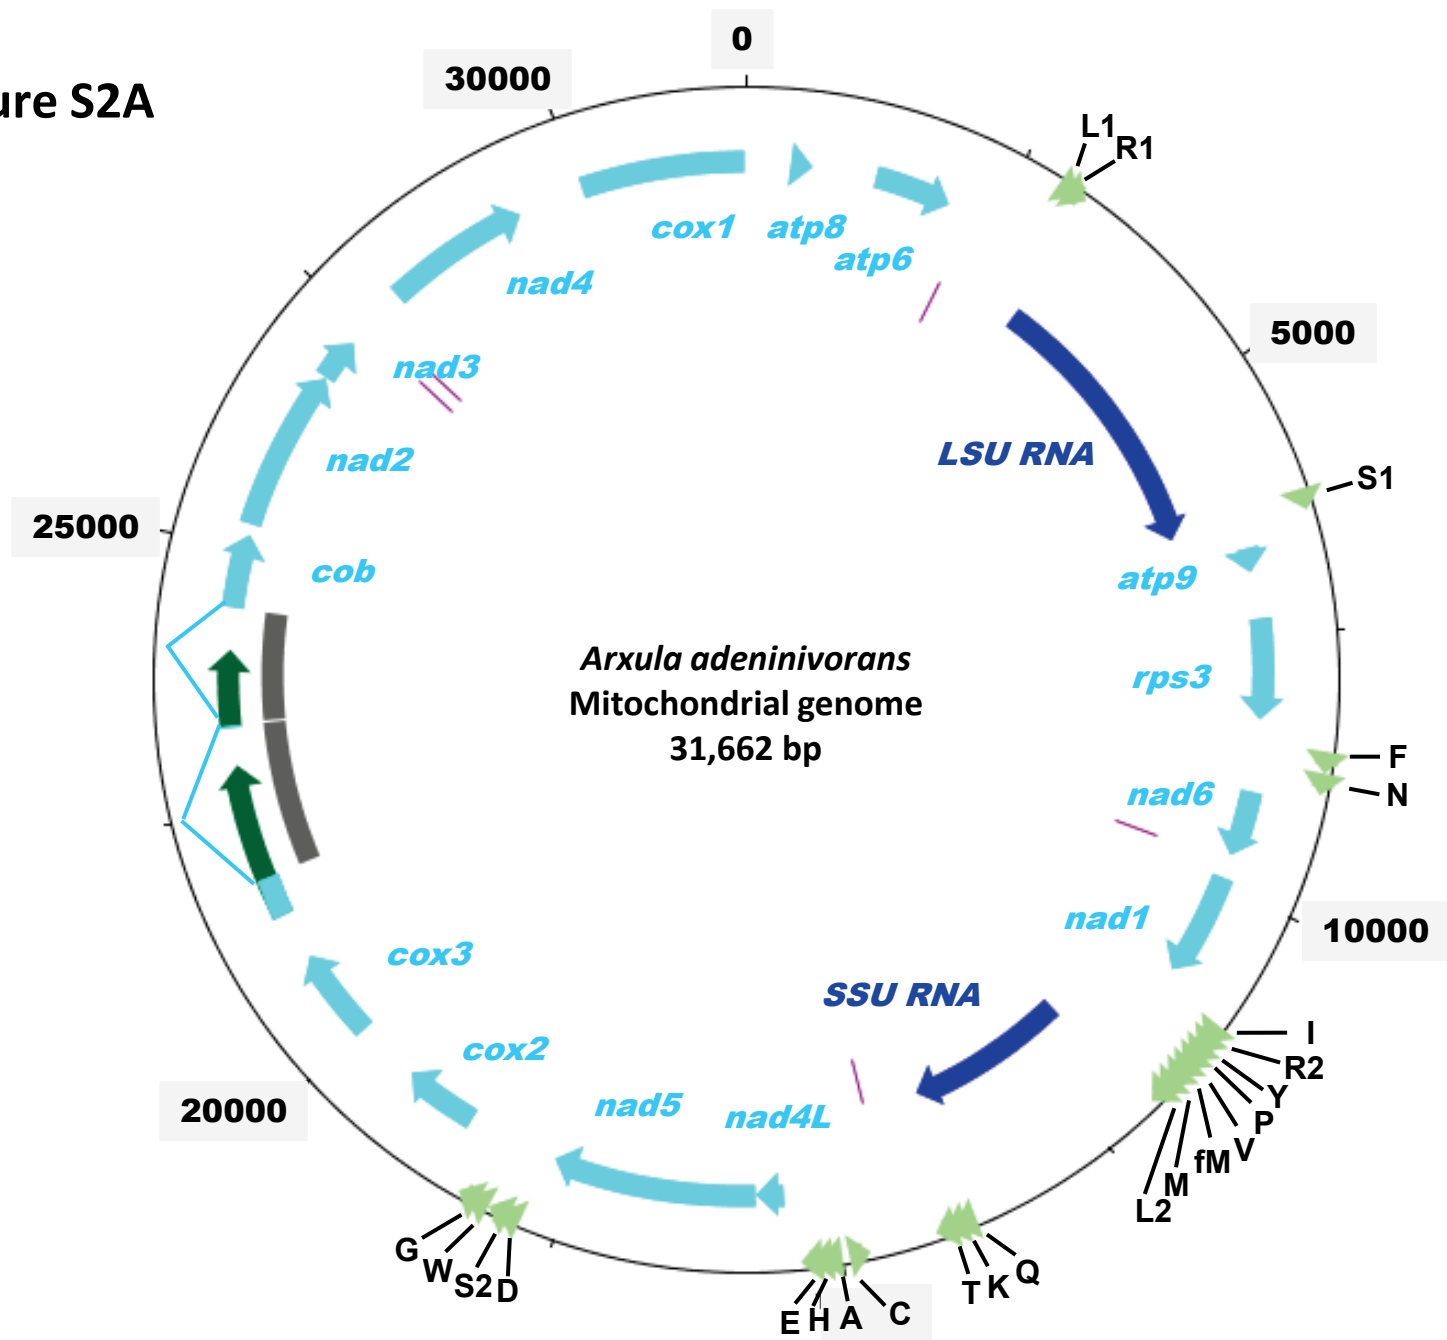 ure S2A
0
30000
L1
R1
cox1
atp8
atp6
nad4
5000
nad3
LSU RNA
nad2
S1
25000
cob
atp9
Arxula adeninivorans
Mitochondrial genome
31,662 bp
rps3
F
N
nad6
nad1
10000
cox3
SSU RNA
I
R2
Y
P
V
fM
M
L2
cox2
nad5
nad4L
20000
G
W
S2
D
E
H
A
C
T
K
Q